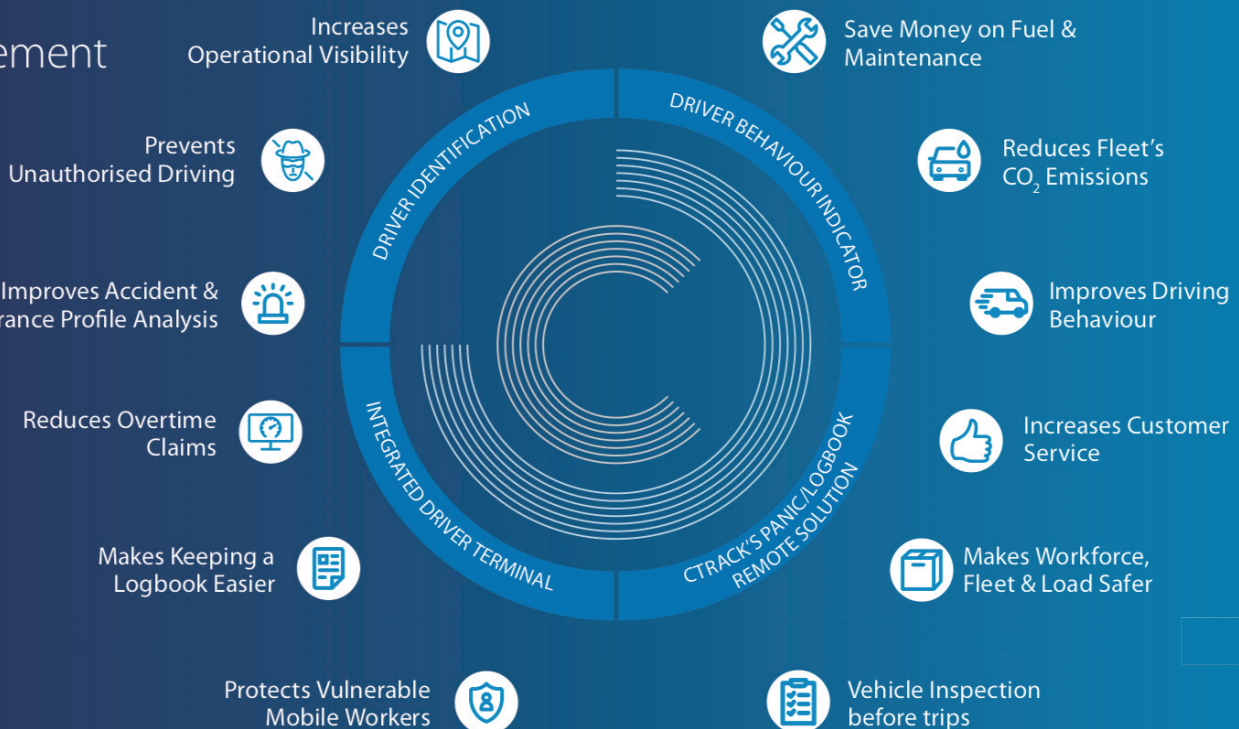 ement
Increases
Operational Visibility
Prevents
Unauthorised Driving
Improves Accident &
rance Profile Analysis
Reduces Overtime
Claims
Makes Keeping a
Logbook Easier
Protects Vulnerable
Mobile Workers
DRIVER IDENTIFICATION
DRIVER BEHAVIOUR INDICATOR
INTEGRATED DRIVER TERMINAL
CTRACK'S PANIC/LOGBOOK
REMOTE SOLUTION
Save Money on Fuel &
Maintenance
Reduces Fleet's
CO₂ Emissions
Improves Driving
Behaviour
Increases Customer
Service
Makes Workforce,
Fleet & Load Safer
Vehicle Inspection
before trips